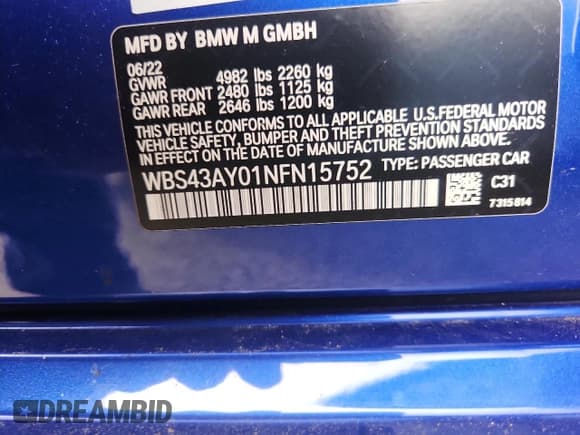 MFD BY BMW M GMBH
06/22
GVWR 4982 lbs 2260 kg
GAWR FRONT 2480 lbs 1125 kg
GAWR REAR 2646 lbs 1200 kg
THIS VEHICLE CONFORMS TO ALL APPLICABLE U.S.FEDERAL MOTOR
VEHICLE SAFETY, BUMPER AND THEFT PREVENTION STANDARDS
IN EFFECT ON THE DATE OF MANUFACTURE SHOWN ABOVE.
WBS43AY01NFN15752 TYPE: PASSENGER CAR
C31
7315814
DREAMBID